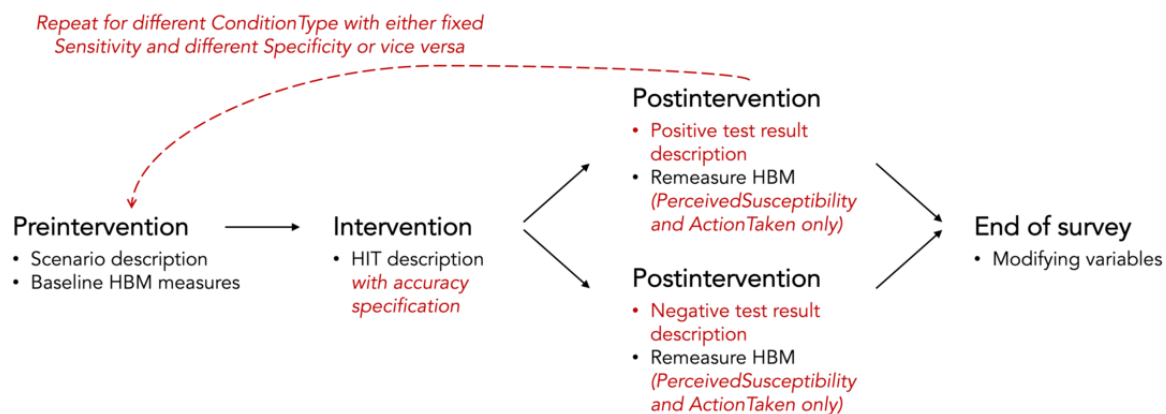 Repeat for different ConditionType with either fixed
Sensitivity and different Specificity or vice versa
Preintervention
• Scenario description
• Baseline HBM measures
Intervention
• HIT description
with accuracy
specification
Postintervention
• Positive test result
description
• Remeasure HBM
(PerceivedSusceptibility
and ActionTaken only)
Postintervention
• Negative test result
description
• Remeasure HBM
(PerceivedSusceptibility
and ActionTaken only)
End of survey
• Modifying variables